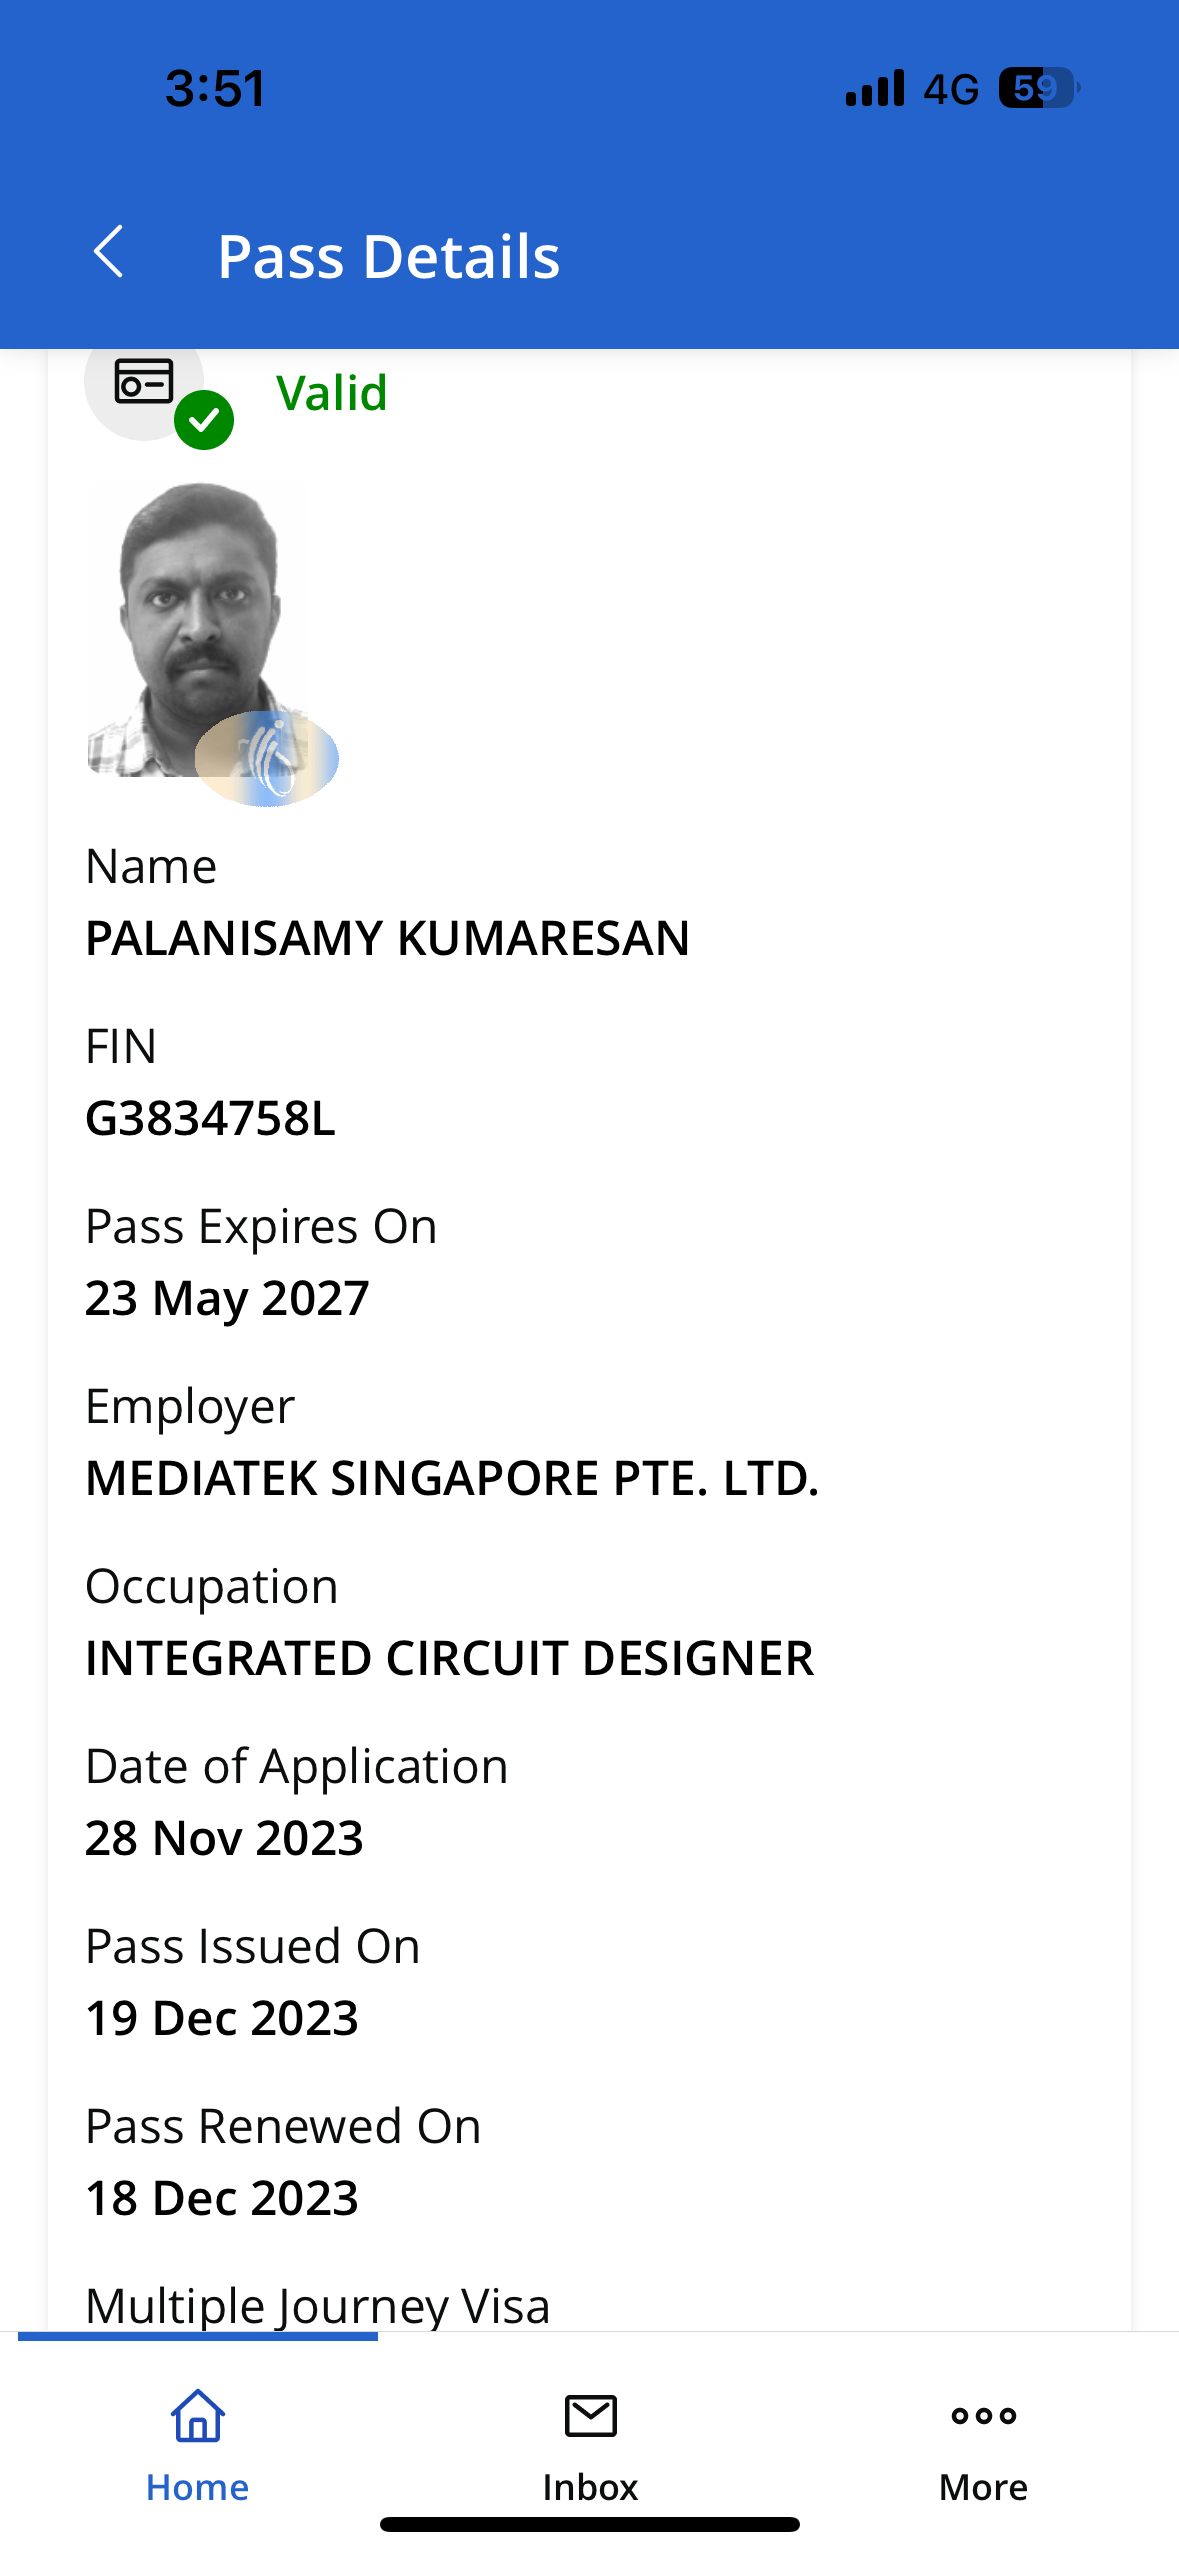 3:51
4G
59
Pass Details
Valid
Name
PALANISAMY KUMARESAN
FIN
G3834758L
Pass Expires On
23 May 2027
Employer
MEDIATEK SINGAPORE PTE. LTD.
Occupation
INTEGRATED CIRCUIT DESIGNER
Date of Application
28 Nov 2023
Pass Issued On
19 Dec 2023
Pass Renewed On
18 Dec 2023
Multiple Journey Visa
Home
Inbox
More